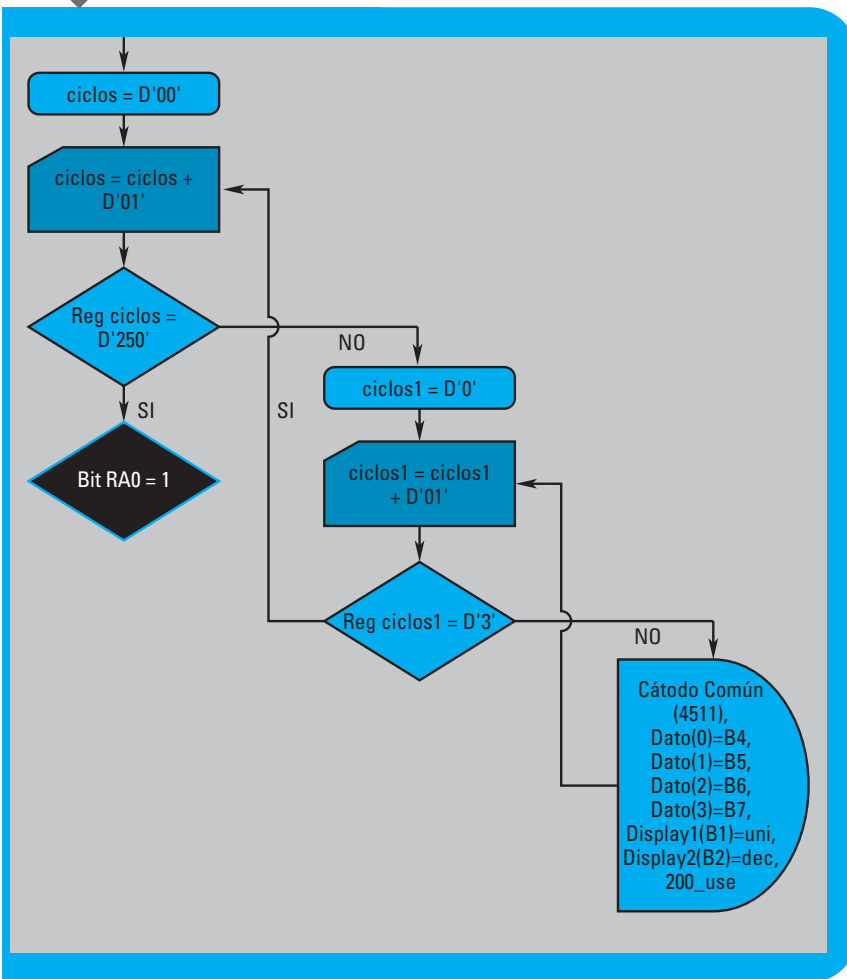 ciclos = D'00'
ciclos = ciclos +
D'01'
Reg ciclos =
D'250'
NO
SI
Bit RA0 = 1
ciclos1 = D'0'
SI
ciclos1 = ciclos1
+ D'01'
Reg ciclos1 = D'3'
NO
Cátodo Común
(4511),
Dato(0)=B4,
Dato(1)=B5,
Dato(2)=B6,
Dato(3)=B7,
Display1(B1)=uni,
Display2(B2)=dec,
200_use